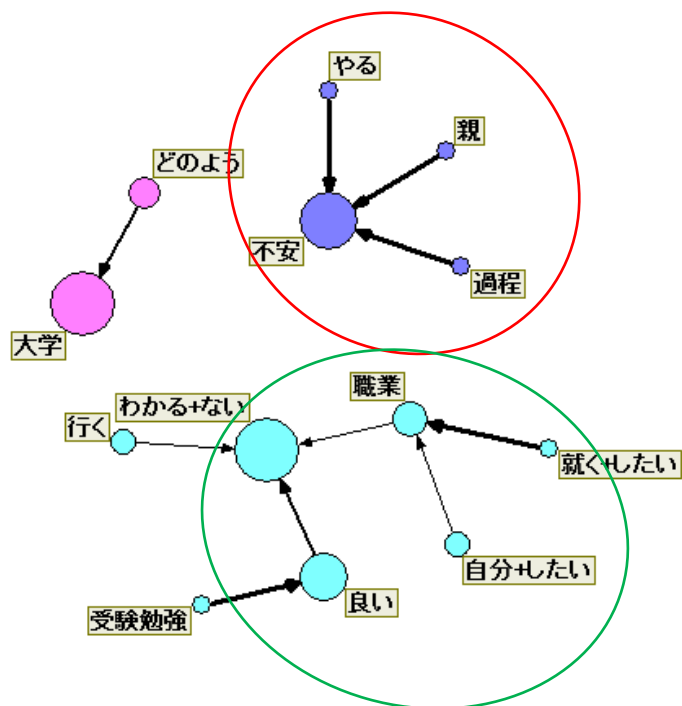 やる
親
どのよう
不安
過程
大学
職業
わかる+ない
行く
就く+したい
自分+したい
良い
受験勉強